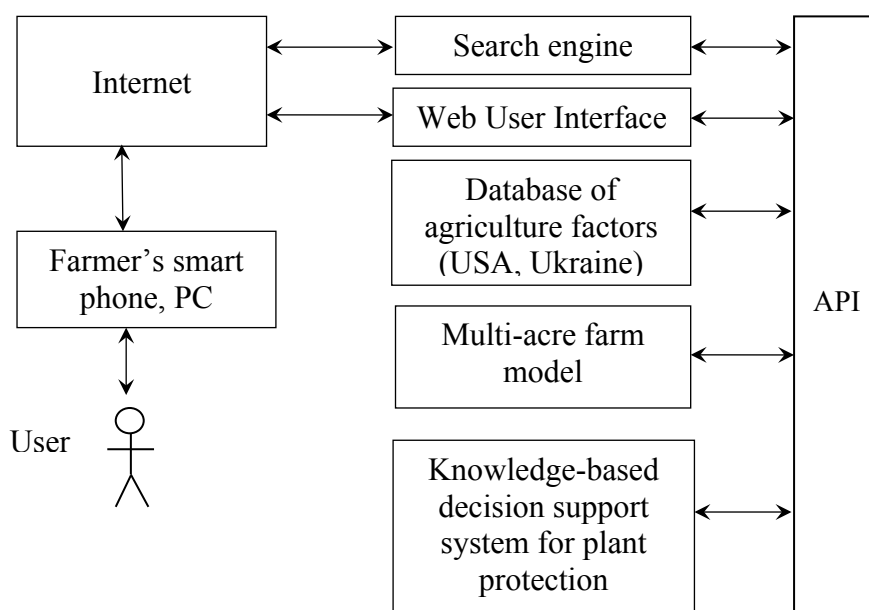 Internet
Search engine
Web User Interface
Database of
agriculture factors
(USA, Ukraine)
Farmer’s smart
phone, PC
Multi-acre farm
model
API
User
Knowledge-based
decision support
system for plant
protection